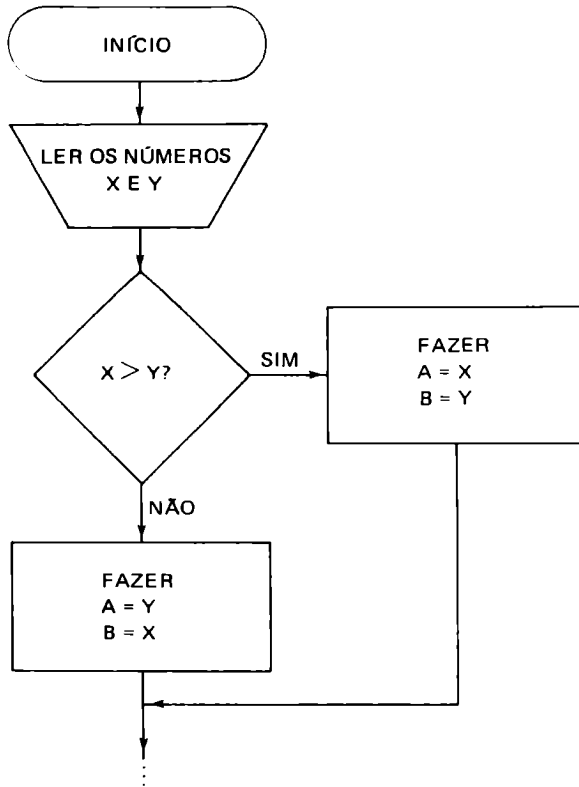 INÍCIO
LER OS NÚMEROS
X E Y
X > Y?
SIM
FAZER
A = X
B = Y
NÃO
FAZER
A = Y
B = X